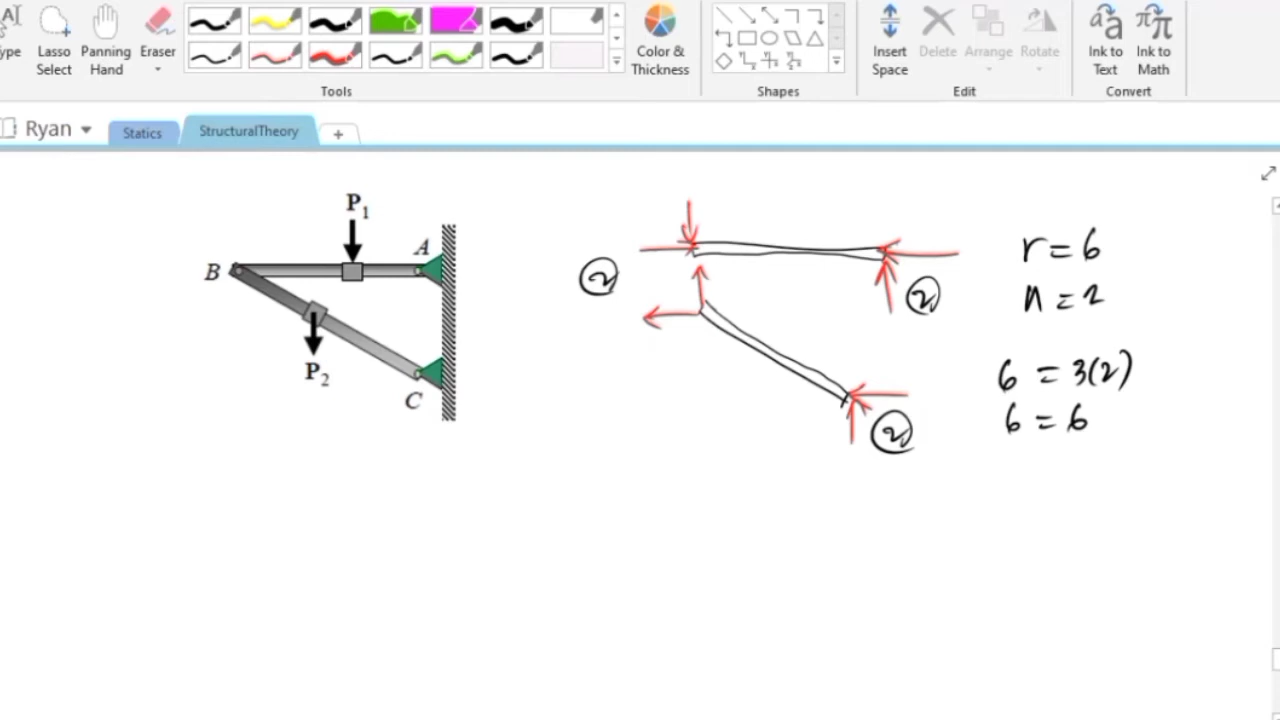 Type
Lasso Select
Panning Hand
Eraser
Color & Thickness
Insert Space
Delete
Arrange
Rotate
Ink to Text
Ink to Math
Tools
Shapes
Edit
Convert
Ryan
Statics
StructuralTheory
+
P1
B
A
P2
C
2
2
2
r = 6
n = 2
6 = 3(2)
6 = 6